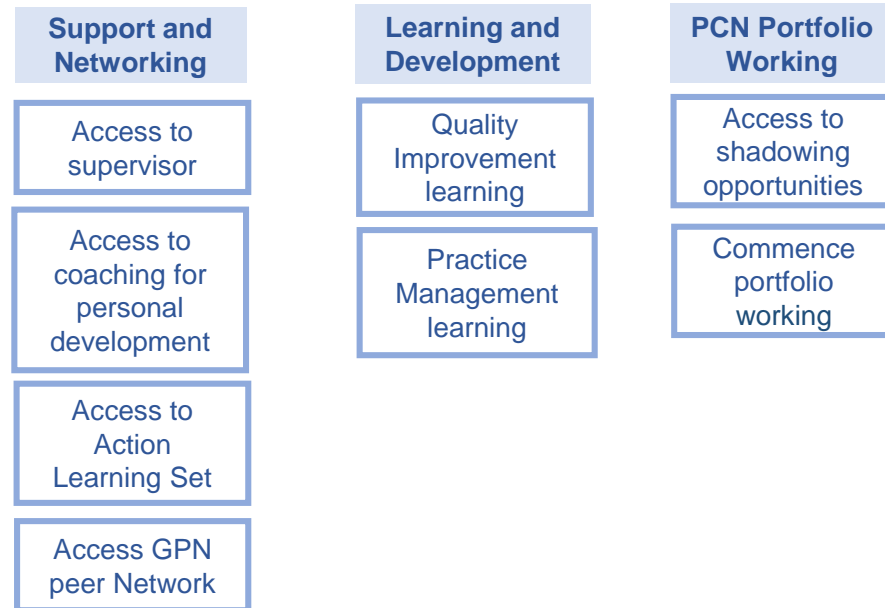 Support and
Networking
Access to
supervisor
Access to
coaching for
personal
development
Access to
Action
Learning Set
Access GPN
peer Network
Learning and
Development
Quality
Improvement
learning
Practice
Management
learning
PCN Portfolio
Working
Access to
shadowing
opportunities
Commence
portfolio
working